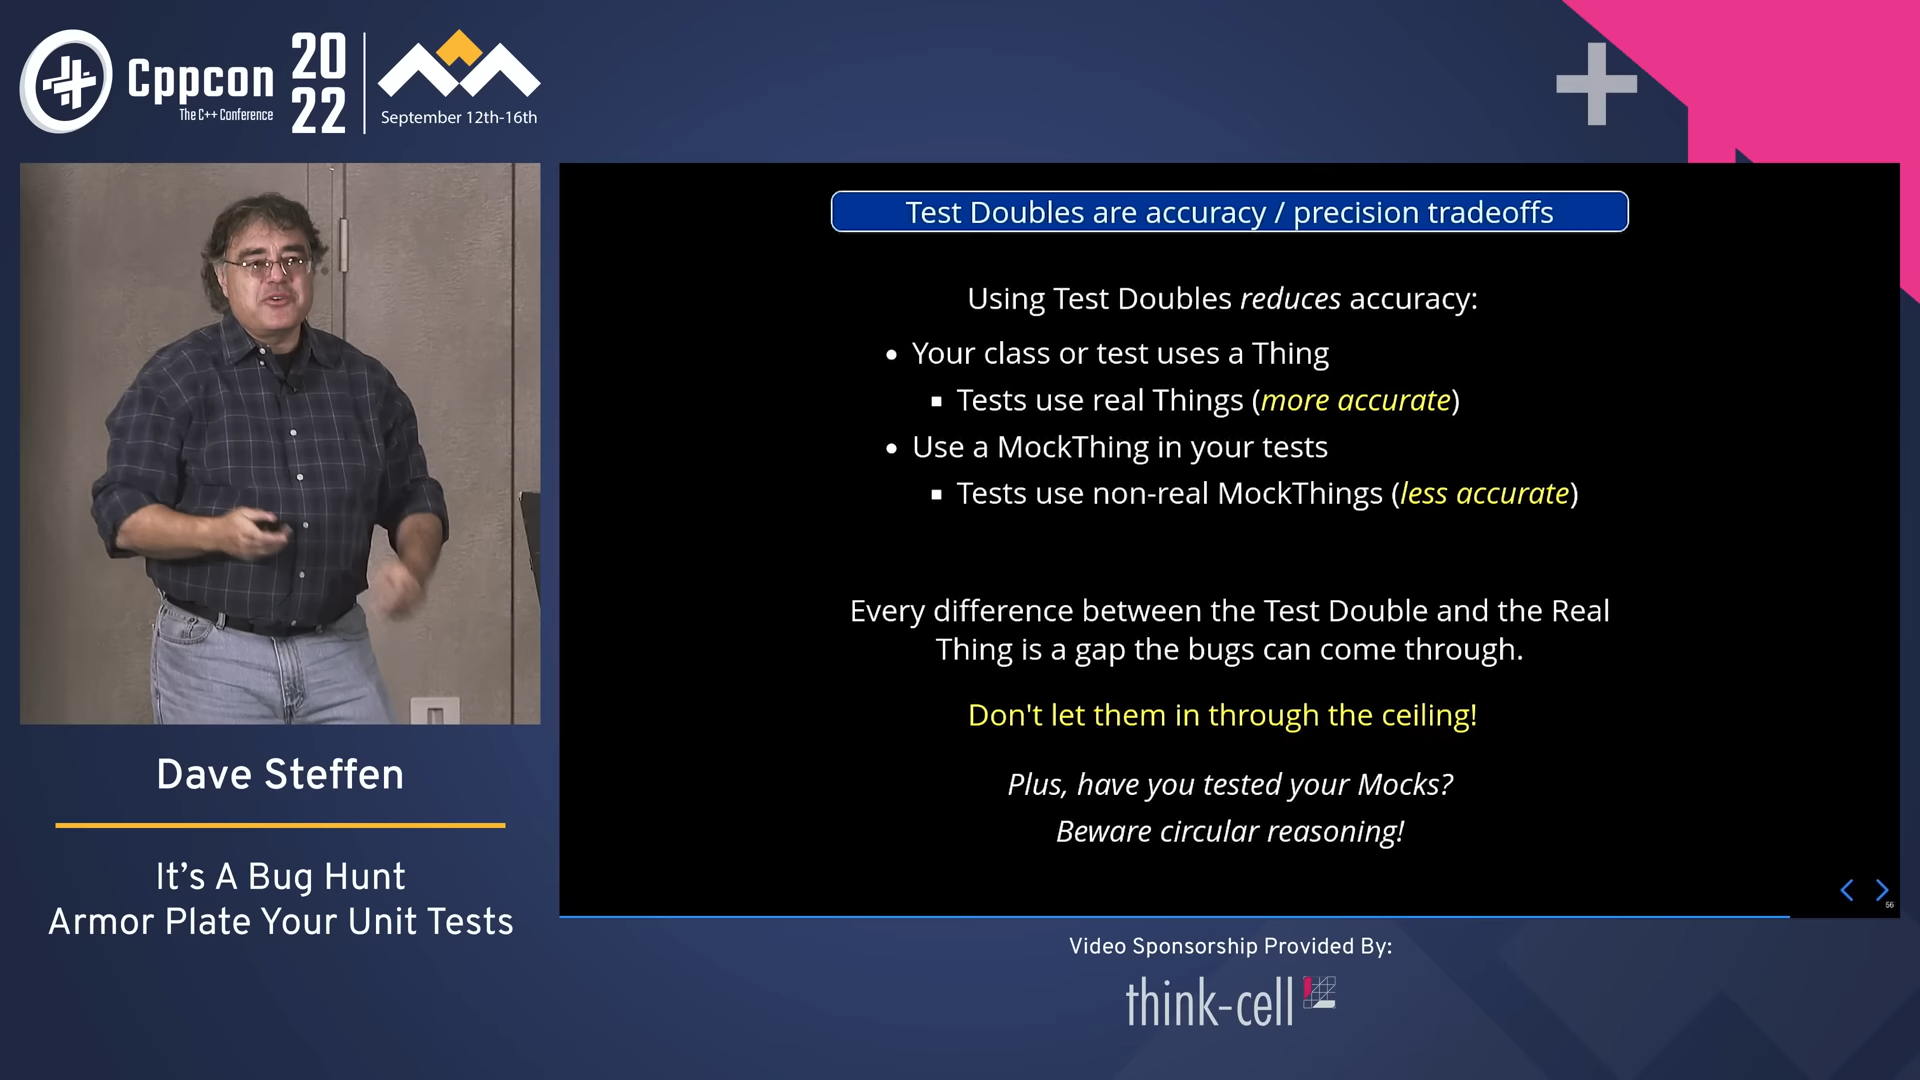 Cppcon
The C++ Conference
20
22
September 12th-16th
Test Doubles are accuracy / precision tradeoffs
Using Test Doubles reduces accuracy:
• Your class or test uses a Thing
▪ Tests use real Things (more accurate)
• Use a MockThing in your tests
▪ Tests use non-real MockThings (less accurate)
Every difference between the Test Double and the Real
Thing is a gap the bugs can come through.
Don't let them in through the ceiling!
Plus, have you tested your Mocks?
Beware circular reasoning!
56
Dave Steffen
It’s A Bug Hunt
Armor Plate Your Unit Tests
Video Sponsorship Provided By:
think-cell